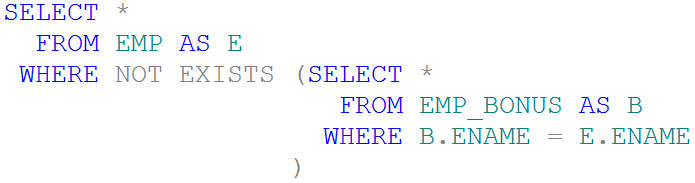 SELECT *
  FROM EMP AS E
 WHERE NOT EXISTS (SELECT *
                     FROM EMP_BONUS AS B
                    WHERE B.ENAME = E.ENAME
                  )